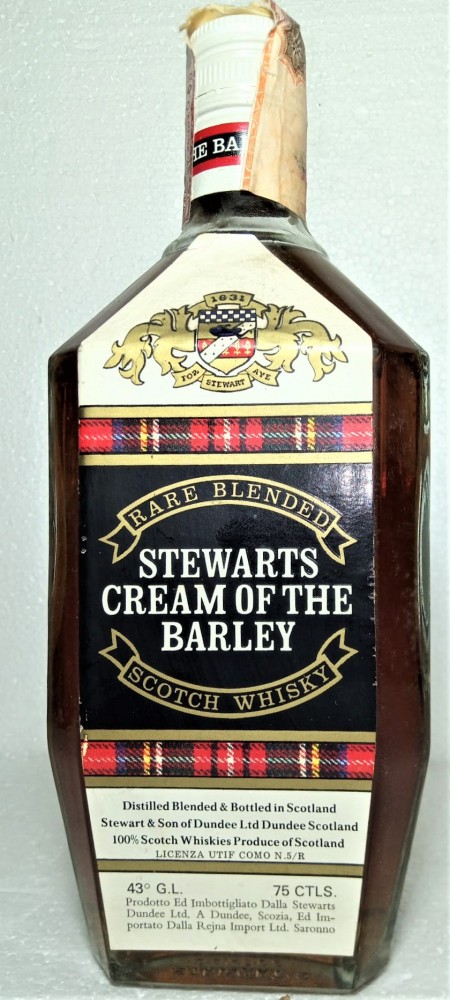 HE BA
1831
FOR STEWART AYE
RARE BLENDED
STEWARTS
CREAM OF THE
BARLEY
SCOTCH WHISKY
Distilled Blended & Bottled in Scotland
Stewart & Son of Dundee Ltd Dundee Scotland
100% Scotch Whiskies Produce of Scotland
LICENZA UTIF COMO N.5/R
43° G.L. 75 CTLS.
Prodotto Ed Imbottigliato Dalla Stewarts
Dundee Ltd. A Dundee, Scozia, Ed Im-
portato Dalla Rejna Import Ltd. Saronno